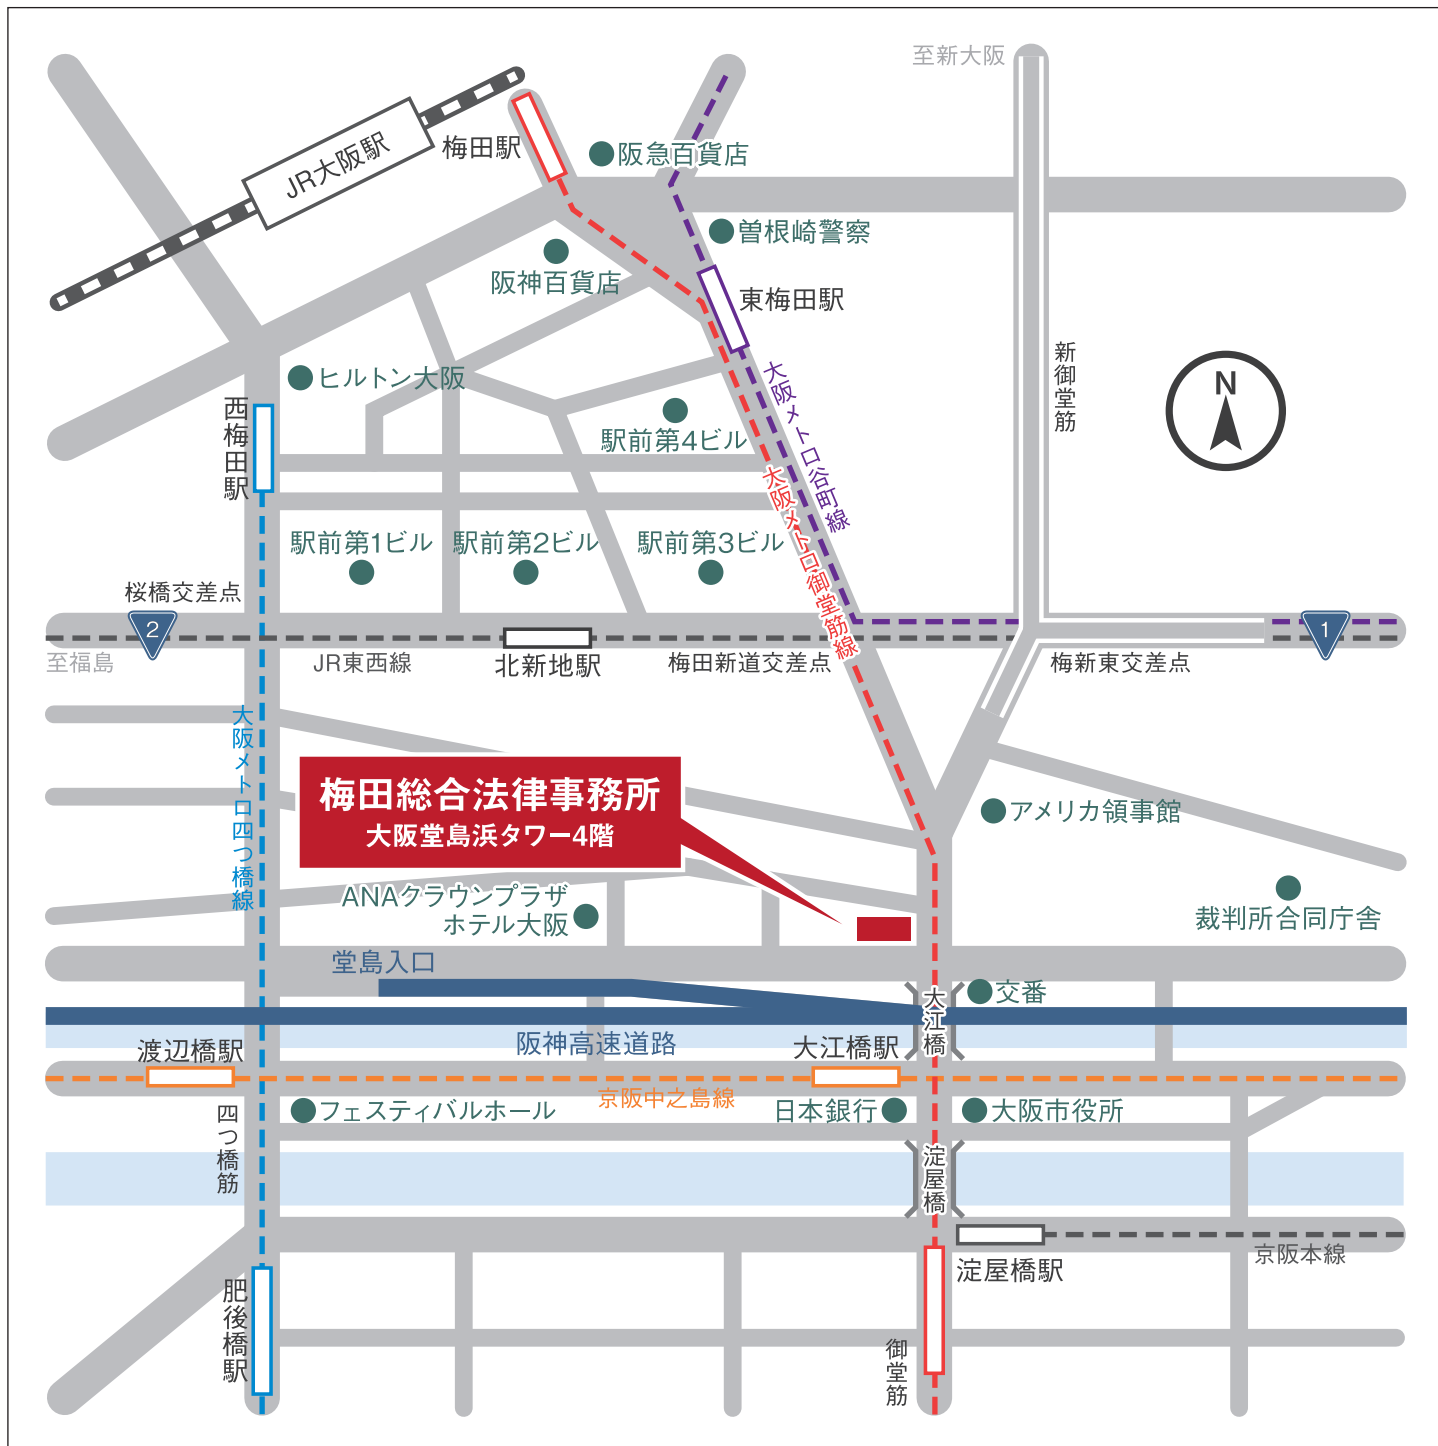 至新大阪
JR大阪駅
梅田駅
阪急百貨店
曽根崎警察
阪神百貨店
東梅田駅
大阪メトロ谷町線
新御堂筋
N
ヒルトン大阪
西梅田駅
駅前第4ビル
大阪メトロ御堂筋線
駅前第1ビル
駅前第2ビル
駅前第3ビル
桜橋交差点
2
1
至福島
JR東西線
北新地駅
梅田新道交差点
梅新東交差点
大阪メトロ四つ橋線
梅田総合法律事務所
大阪堂島浜タワー4階
アメリカ領事館
ANAクラウンプラザ
ホテル大阪
裁判所合同庁舎
堂島入口
交番
大江橋
阪神高速道路
渡辺橋駅
大江橋駅
京阪中之島線
フェスティバルホール
日本銀行
大阪市役所
四つ橋筋
淀屋橋
京阪本線
淀屋橋駅
肥後橋駅
御堂筋